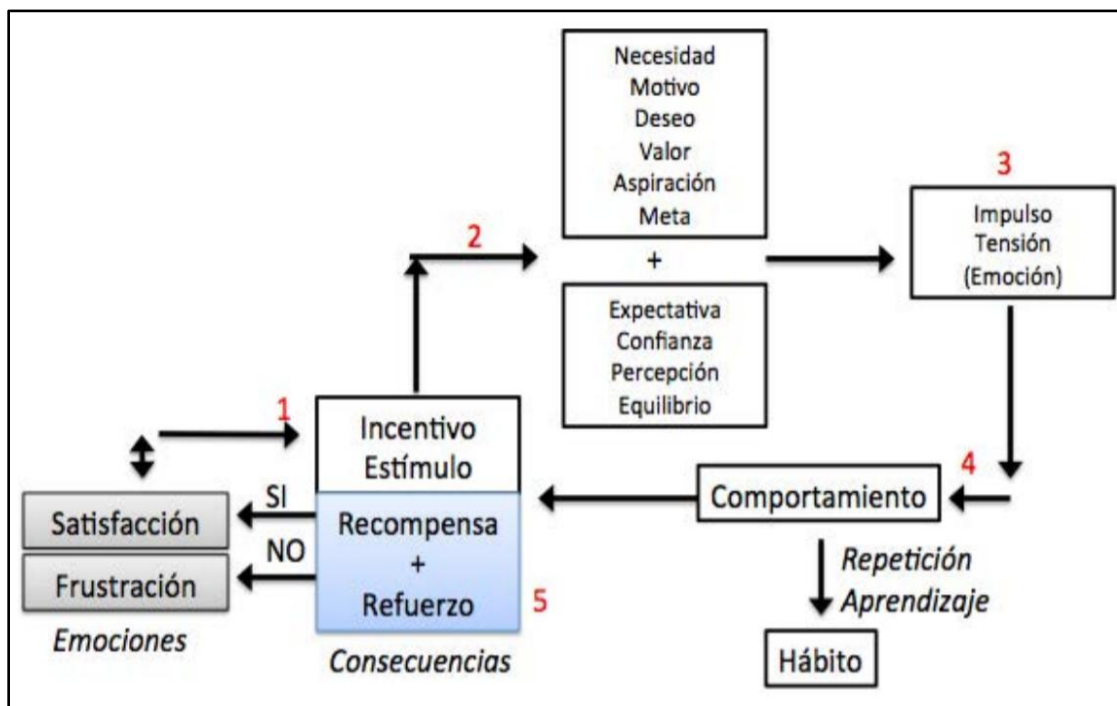 Necesidad
Motivo
Deseo
Valor
Aspiración
Meta
+
Expectativa
Confianza
Percepción
Equilibrio
3
Impulso
Tensión
(Emoción)
2
1
Incentivo
Estímulo
Recompensa
+
Refuerzo
5
Consecuencias
SI
NO
Satisfacción
Frustración
Emociones
4
Comportamiento
Repetición
Aprendizaje
Hábito